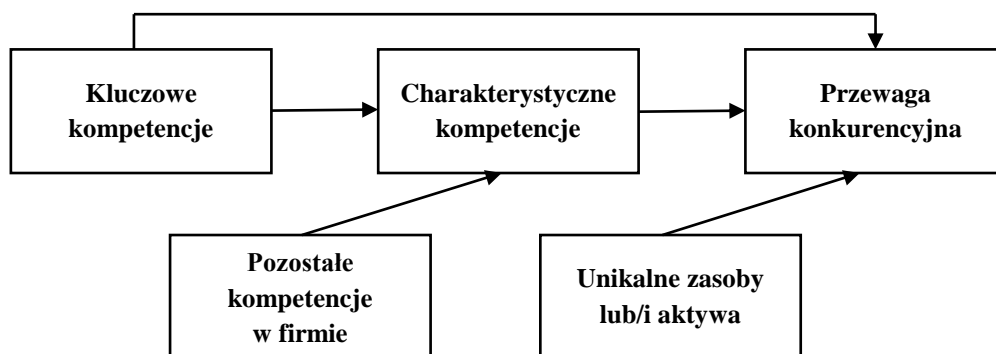 Kluczowe
kompetencje
Charakterystyczne
kompetencje
Przewaga
konkurencyjna
Pozostałe
kompetencje
w firmie
Unikalne zasoby
lub/i aktywa